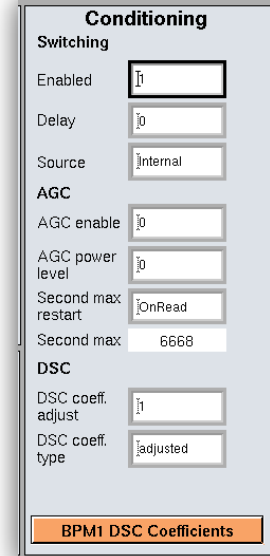 Conditioning
Switching
Enabled 1
Delay 0
Source Internal
AGC
AGC enable 0
AGC power
level 0
Second max
restart OnRead
Second max 6668
DSC
DSC coeff.
adjust 1
DSC coeff.
type adjusted
BPM1 DSC Coefficients